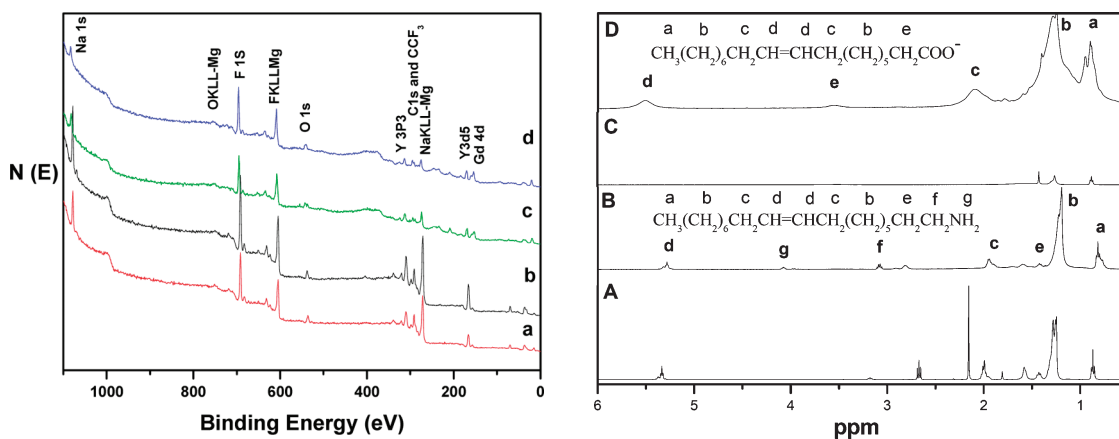 Na 1s
OKLL-Mg
F 1S
FKLLMg
O 1s
Y 3P3
C1s and CCF3
NaKLL-Mg
Y3d5
Gd 4d
N (E)
d
c
b
a
1000 800 600 400 200 0
Binding Energy (eV)
D
a b c d d c b e
CH3(CH2)6CH2CH=CHCH2(CH2)5CH2COO-
d e c b a
C
B
a b c d d c b e f g
CH3(CH2)6CH2CH=CHCH2(CH2)5CH2CH2NH2
d g f c e b a
A
6 5 4 3 2 1
ppm